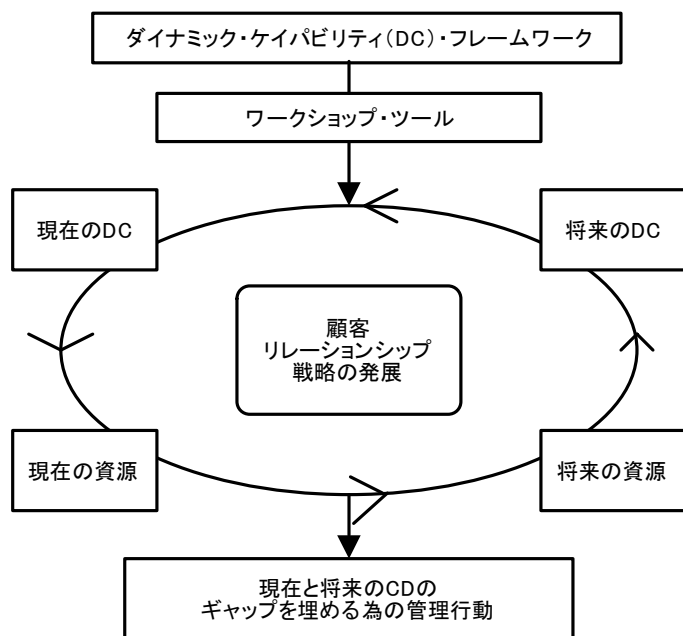 ダイナミック・ケイパビリティ(DC)・フレームワーク
ワークショップ・ツール
現在のDC
将来のDC
顧客
リレーションシップ
戦略の発展
現在の資源
将来の資源
現在と将来のCDの
ギャップを埋める為の管理行動